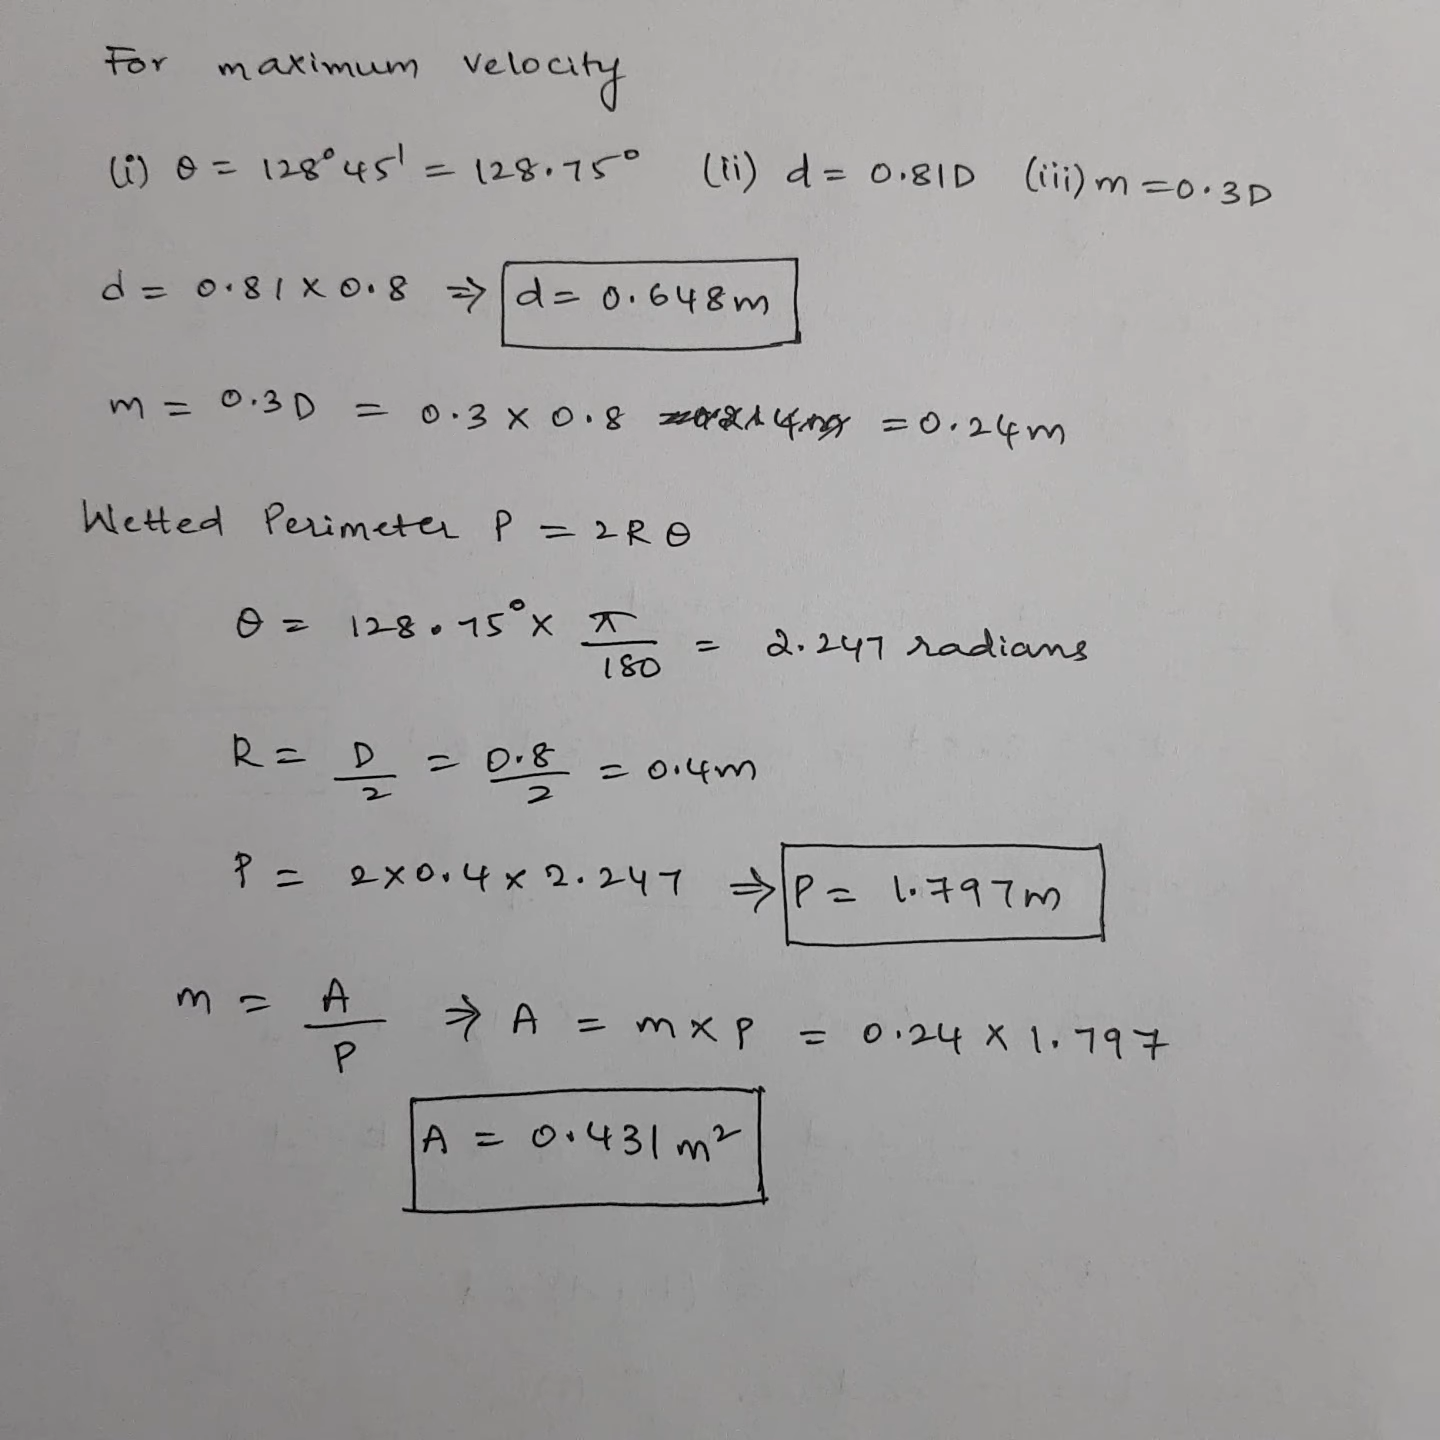 For maximum velocity
(i) θ = 128°45' = 128.75° (ii) d = 0.81D (iii) m = 0.3D
d = 0.81 × 0.8 ⇒ d = 0.648m
m = 0.3D = 0.3 × 0.8 = 0.24m
Wetted Perimeter P = 2Rθ
θ = 128.75° × π/180 = 2.247 radians
R = D/2 = 0.8/2 = 0.4m
P = 2×0.4×2.247 ⇒ P = 1.797m
m = A/P ⇒ A = m×P = 0.24 × 1.797
A = 0.431 m²